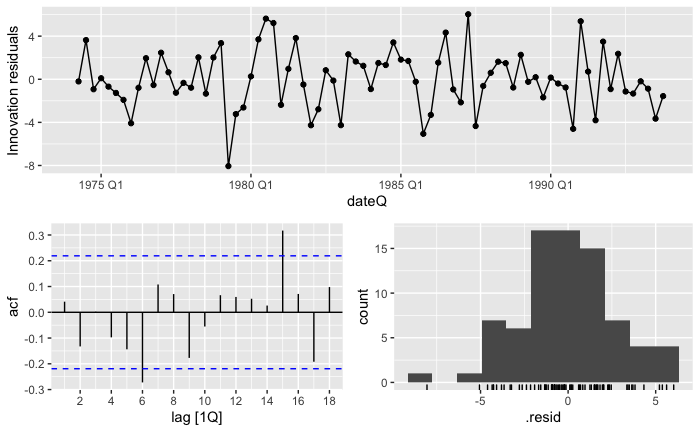 Innovation residuals
4
0
-4
-8
1975 Q1 1980 Q1 1985 Q1 1990 Q1
dateQ
acf
0.3
0.2
0.1
0.0
-0.1
-0.2
-0.3
2 4 6 8 10 12 14 16 18
lag [1Q]
count
15
10
5
0
-5 0 5
.resid